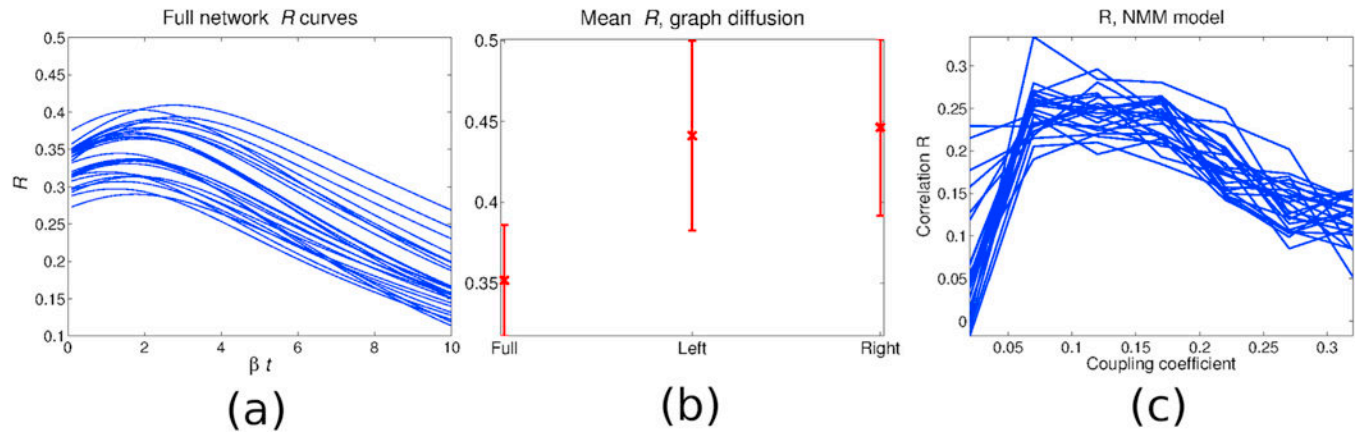 Full network R curves
0.5
0.45
0.4
0.35
0.3
0.25
0.2
0.15
0.1
R
0
2
4
6
8
10
β t
(a)
Mean R, graph diffusion
0.5
0.45
0.4
0.35
Full
Left
Right
(b)
R, NMM model
0.3
0.25
0.2
0.15
0.1
0.05
0
Correlation R
0.05
0.1
0.15
0.2
0.25
0.3
Coupling coefficient
(c)